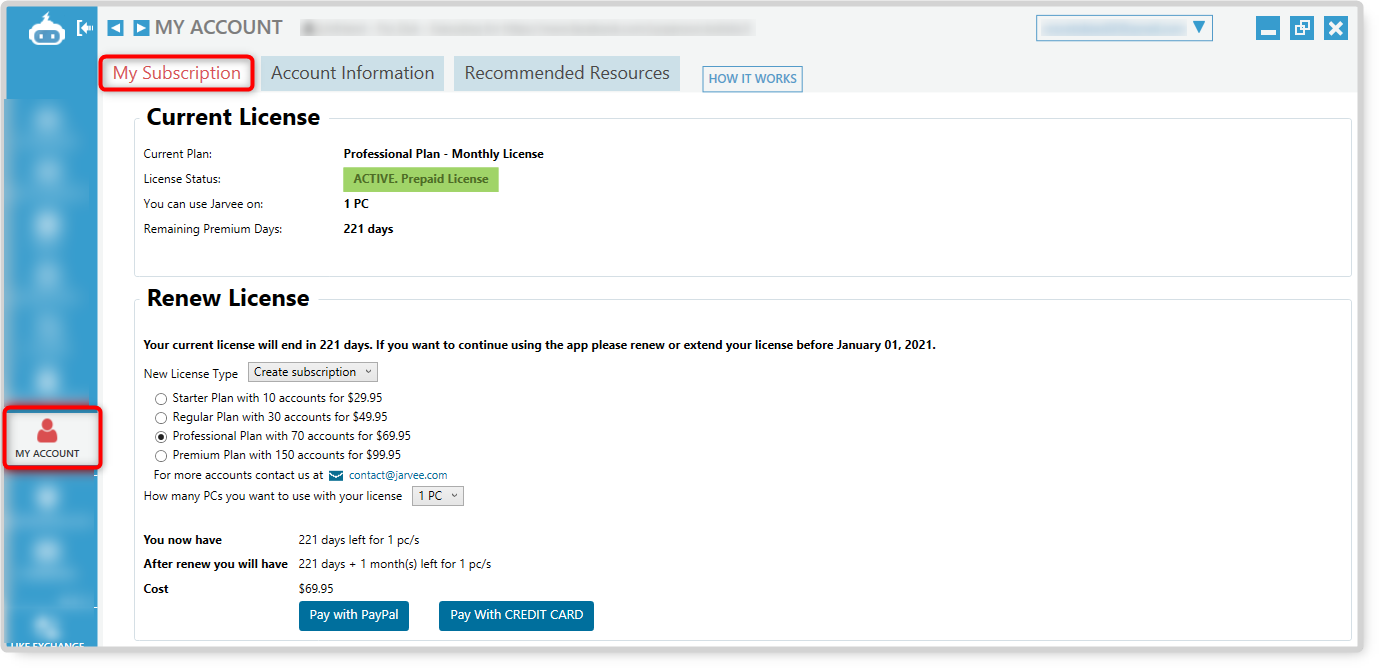 MY ACCOUNT
My Subscription Account Information Recommended Resources HOW IT WORKS
Current License
Current Plan: Professional Plan - Monthly License
License Status: ACTIVE. Prepaid License
You can use Jarvee on: 1 PC
Remaining Premium Days: 221 days
Renew License
Your current license will end in 221 days. If you want to continue using the app please renew or extend your license before January 01, 2021.
New License Type Create subscription
Starter Plan with 10 accounts for $29.95
Regular Plan with 30 accounts for $49.95
Professional Plan with 70 accounts for $69.95
MY ACCOUNT
Premium Plan with 150 accounts for $99.95
For more accounts contact us at contact@jarvee.com
How many PCs you want to use with your license 1 PC
You now have 221 days left for 1 pc/s
After renew you will have 221 days + 1 month(s) left for 1 pc/s
Cost $69.95
Pay with PayPal Pay With CREDIT CARD
LIKE EXCHANGE